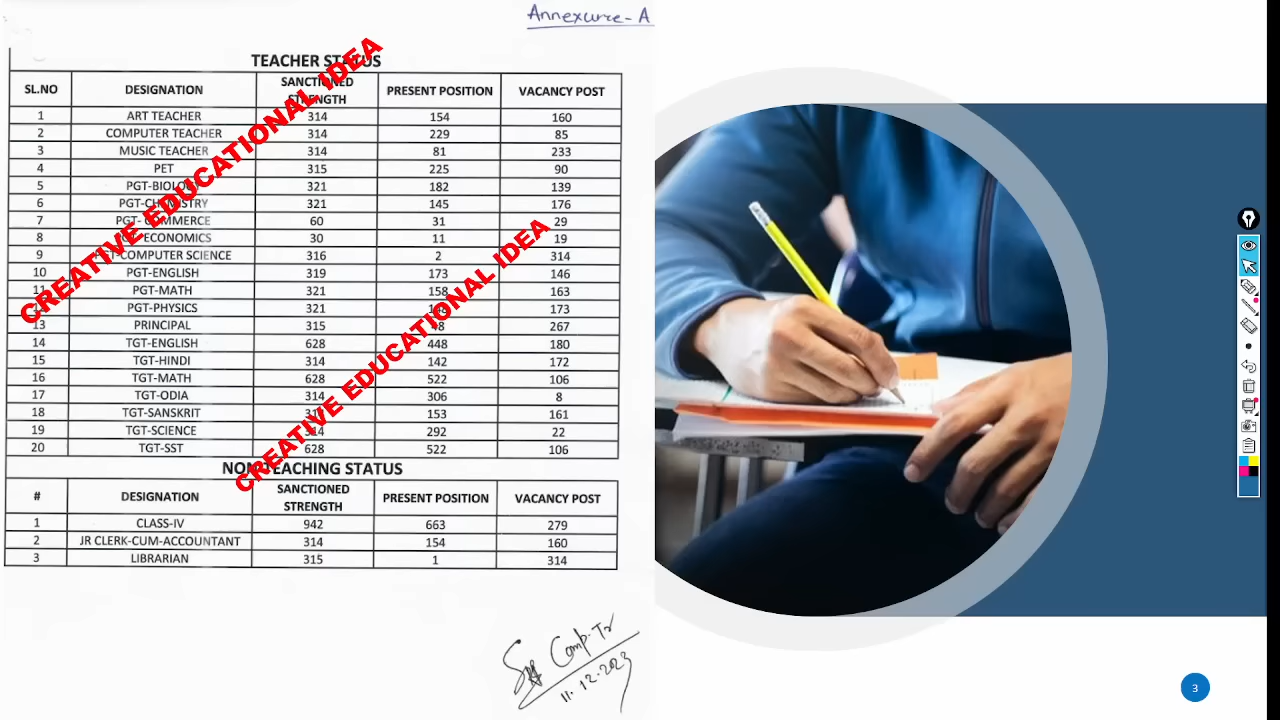 Annexure-A
TEACHER STATUS
SL.NO DESIGNATION SANCTIONED STRENGTH PRESENT POSITION VACANCY POST
1 ART TEACHER 314 154 160
2 COMPUTER TEACHER 314 229 85
3 MUSIC TEACHER 314 81 233
4 PET 315 225 90
5 PGT-BIOLOGY 321 182 139
6 PGT-CHEMISTRY 321 145 176
7 PGT- COMMERCE 60 31 29
8 ECONOMICS 30 11 19
9 COMPUTER SCIENCE 316 2 314
10 PGT-ENGLISH 319 173 146
11 PGT-MATH 321 158 163
PGT-PHYSICS 321 173
13 PRINCIPAL 315 48 267
14 TGT-ENGLISH 628 448 180
15 TGT-HINDI 314 142 172
16 TGT-MATH 628 522 106
17 TGT-ODIA 314 306 8
18 TGT-SANSKRIT 153 161
19 TGT-SCIENCE 314 292 22
20 TGT-SST 628 522 106
NON TEACHING STATUS
# DESIGNATION SANCTIONED STRENGTH PRESENT POSITION VACANCY POST
1 CLASS-IV 942 663 279
2 JR CLERK-CUM-ACCOUNTANT 314 154 160
3 LIBRARIAN 315 1 314
Comp. Tr
11.12.2023
CREATIVE EDUCATIONAL IDEA
CREATIVE EDUCATIONAL IDEA
3